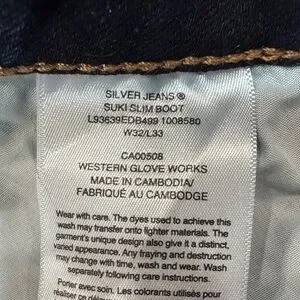 SILVER JEANS®
SUKI SLIM BOOT
L93639EDB499 1008580
W32/L33
CA00508
WESTERN GLOVE WORKS
MADE IN CAMBODIA/
FABRIQUÉ AU CAMBODGE
Wear with care. The dyes used to achieve this
wash may transfer onto lighter materials. The
garment's unique design also give it a distinct,
varied appearance. Any fraying and destruction
may change with time, wash and wear. Wash
separately following care instructions.
Porter avec soin. Les colorants utilisés pour
réaliser ce